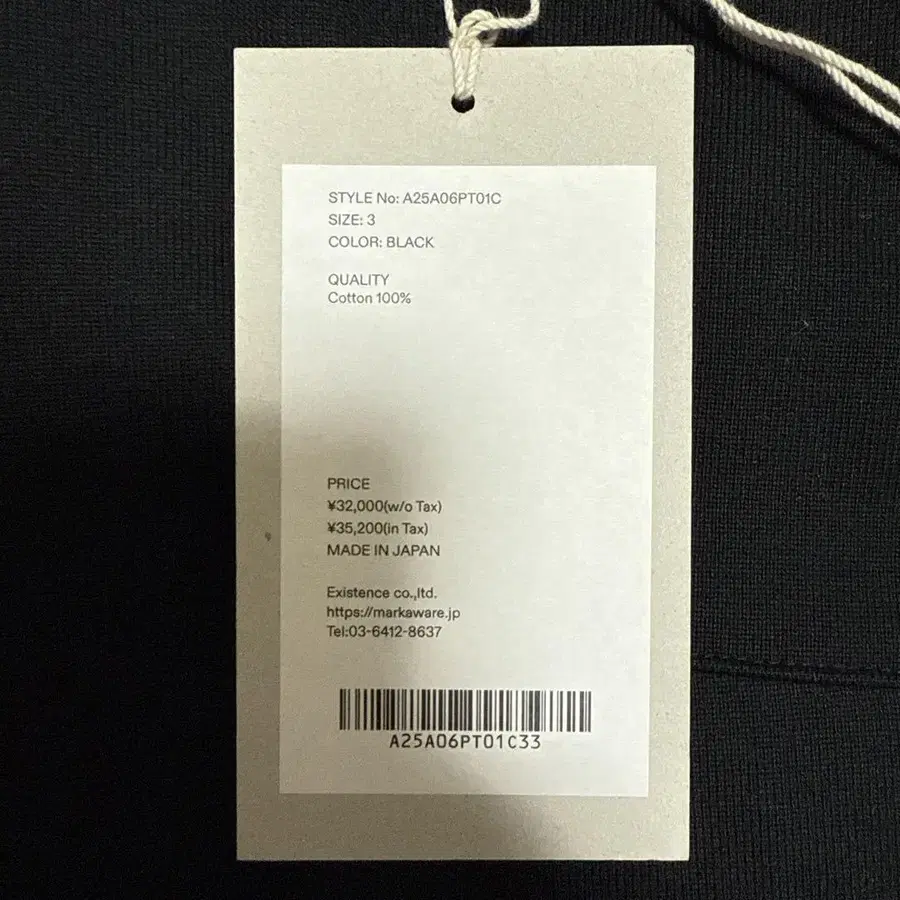 STYLE No: A25A06PT01C
SIZE: 3
COLOR: BLACK
QUALITY
Cotton 100%
PRICE
¥32,000(w/o Tax)
¥35,200(in Tax)
MADE IN JAPAN
Existence co.,ltd.
https://markaware.jp
Tel:03-6412-8637
A25A06PT01C33